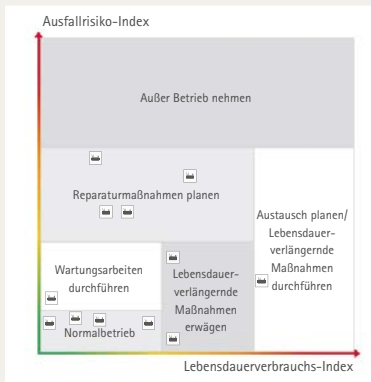 Ausfallrisiko-Index
Außer Betrieb nehmen
Reparaturmaßnahmen planen
Austausch planen/
Lebensdauer-
verlängernde
Maßnahmen
durchführen
Wartungsarbeiten
durchführen
Lebensdauer-
verlängernde
Maßnahmen
erwägen
Normalbetrieb
Lebensdauerverbrauchs-Index